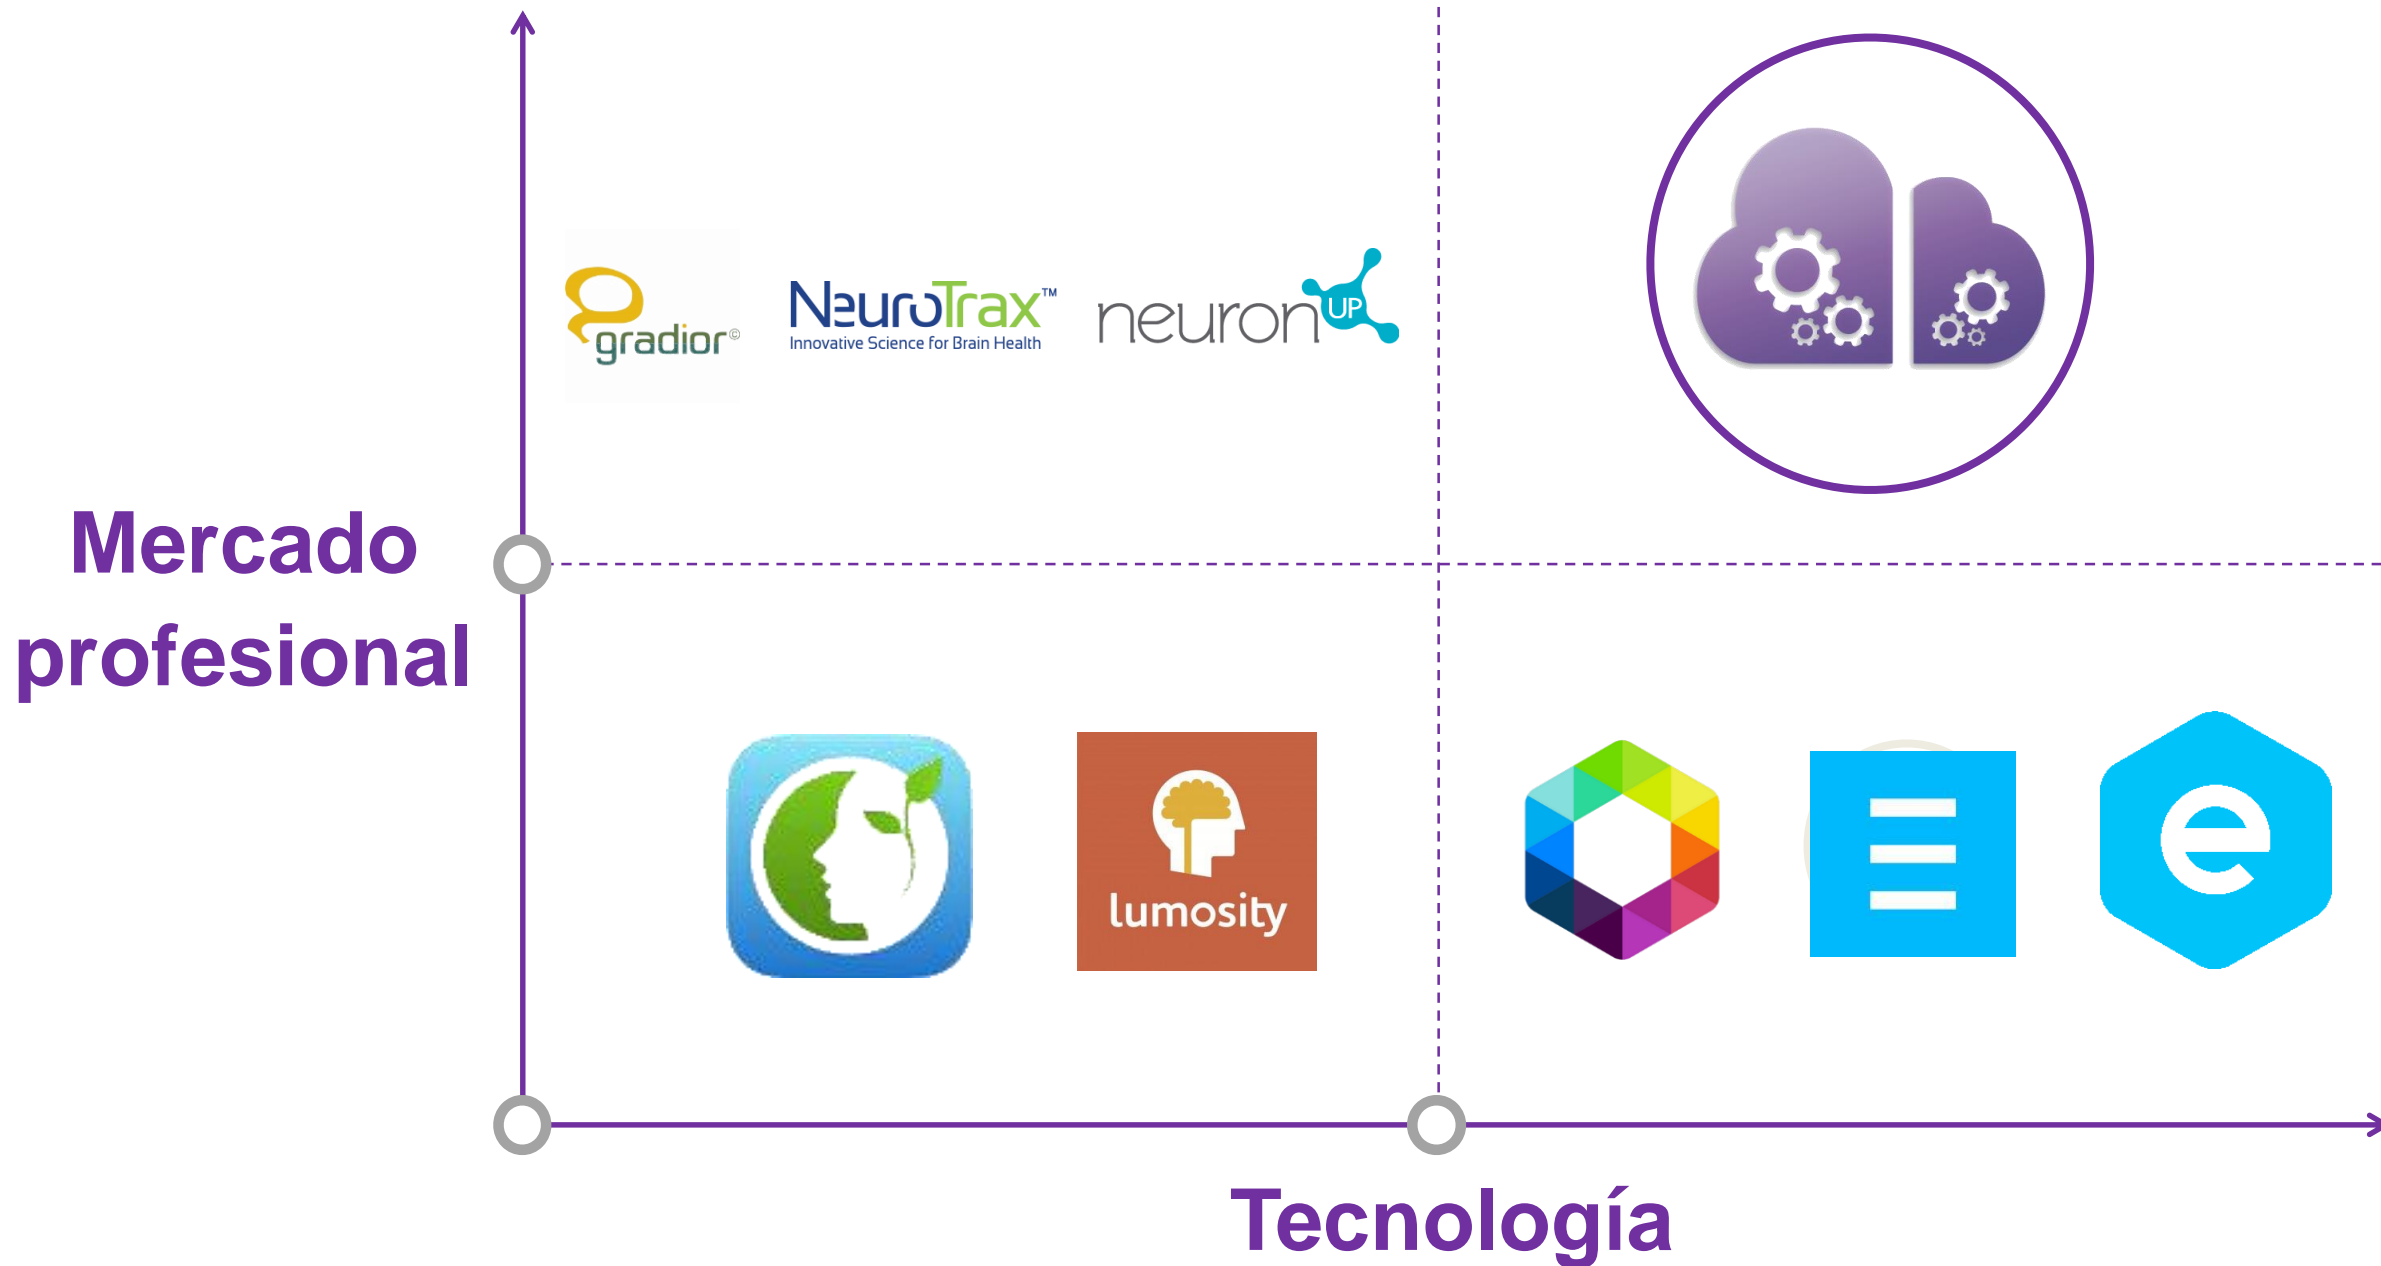 gradior©
NeuroTrax™
Innovative Science for Brain Health
neuron UP
Mercado
profesional
lumosity
e
Tecnología